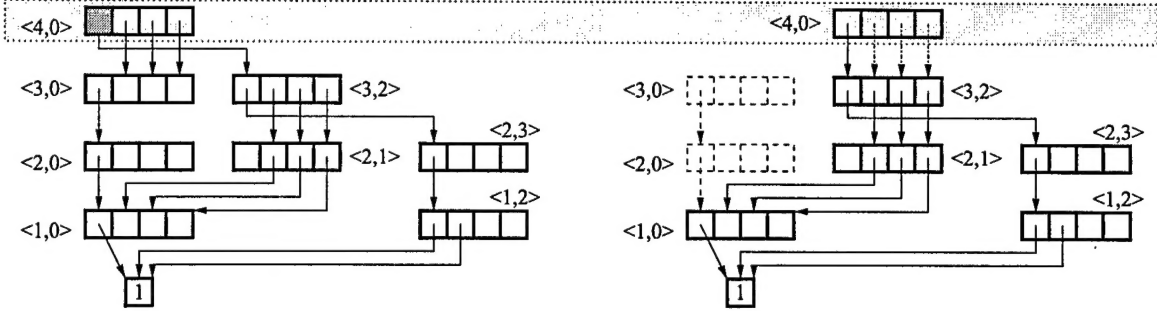 <4,0> <4,0>
<3,0> <3,2> <3,0> <3,2>
<2,3> <2,3>
<2,0> <2,1> <2,0> <2,1>
<1,2> <1,2>
<1,0> <1,0>
1 1